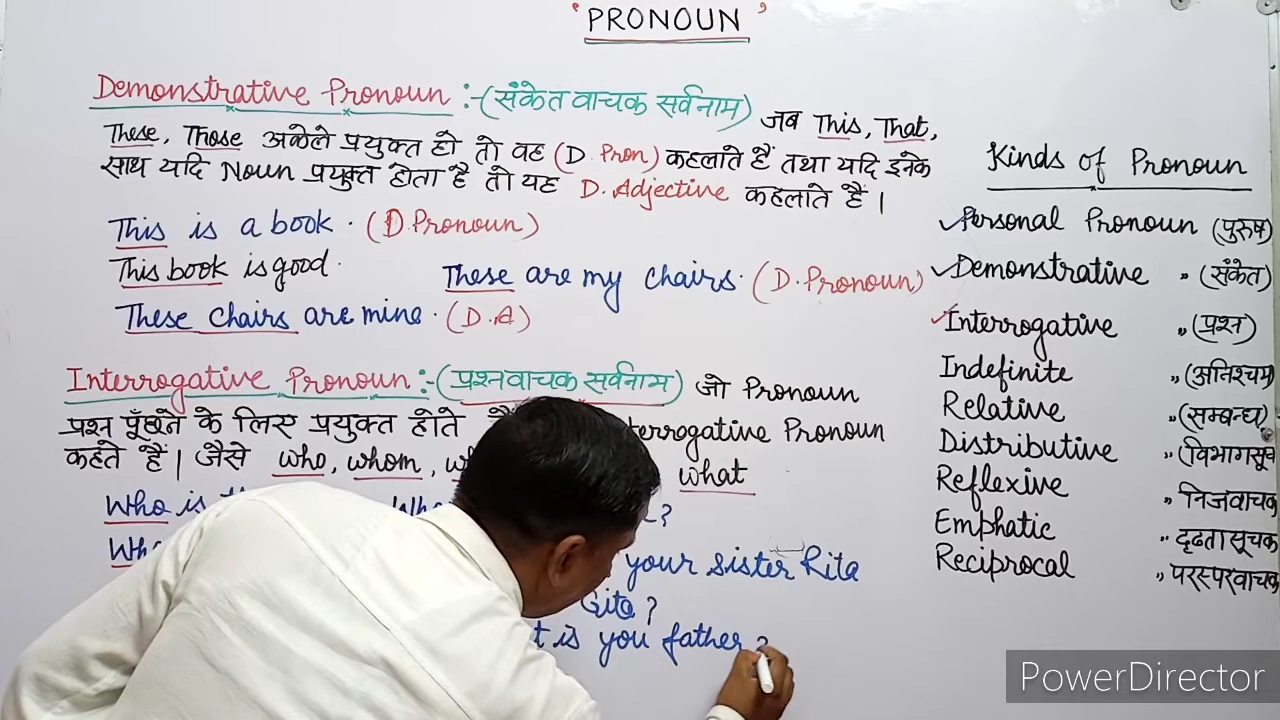 ' PRONOUN '
Demonstrative Pronoun :- (संकेत वाचक सर्वनाम) जब This, That,
These, Those अकेले प्रयुक्त हो तो वह (D. Pron) कहलाते हैं तथा यदि इनके
साथ यदि Noun प्रयुक्त होता है तो यह D. Adjective कहलाते हैं।
This is a book. (D. Pronoun)
This book is good.
These are my chairs. (D. Pronoun)
These chairs are mine. (D.A)
Interrogative Pronoun :- (प्रश्नवाचक सर्वनाम) जो Pronoun
प्रश्न पूँछने के लिए प्रयुक्त होते terrogative Pronoun
कहते हैं। जैसे who, whom, what
Who is
?
your sister Rita
Gita ?
t is you father ?
Kinds of Pronoun
✓Personal Pronoun (पुरुष)
✓Demonstrative " (संकेत)
✓Interrogative " (प्रश्न)
Indefinite " (अनिश्चय)
Relative " (सम्बन्ध)
Distributive " (विभागसूच
Reflexive " निजवाचक
Emphatic " दृढतासूचक
Reciprocal " परस्परवाचक
PowerDirector